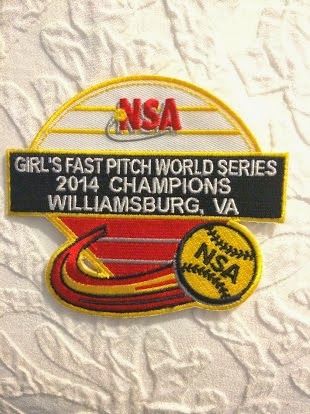 NSA
GIRL'S FAST PITCH WORLD SERIES
2014 CHAMPIONS
WILLIAMSBURG, VA
NSA